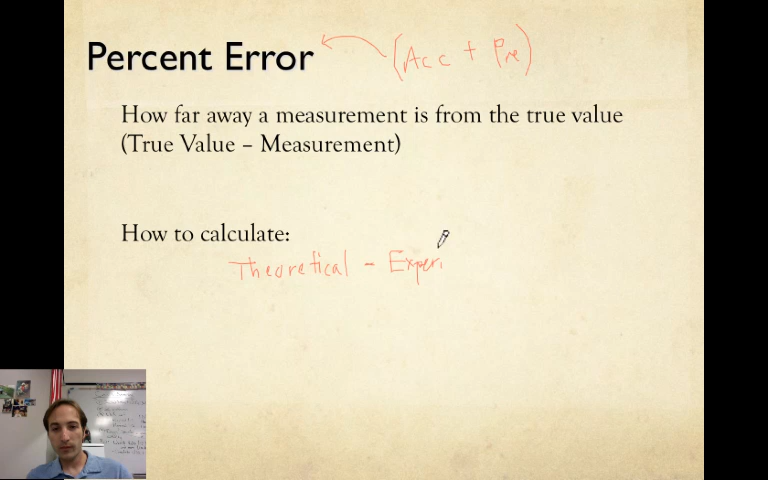 Percent Error (Acc + Pre)
How far away a measurement is from the true value
(True Value – Measurement)
How to calculate:
Theoretical - Exper